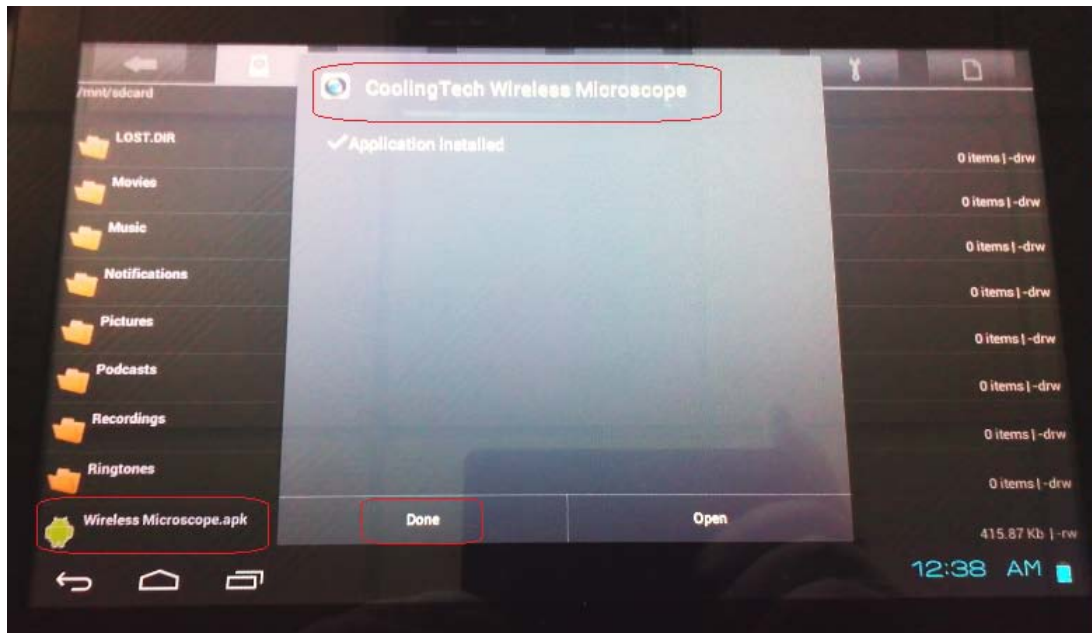 /mnt/sdcard
CoolingTech Wireless Microscope
Application installed
LOST.DIR
0 items | -drw
Movies
0 items | -drw
Music
0 items | -drw
Notifications
0 items | -drw
Pictures
0 items | -drw
Podcasts
0 items | -drw
Recordings
0 items | -drw
Ringtones
0 items | -drw
Wireless Microscope.apk
415.87 Kb | -rw
Done
Open
12:38 AM